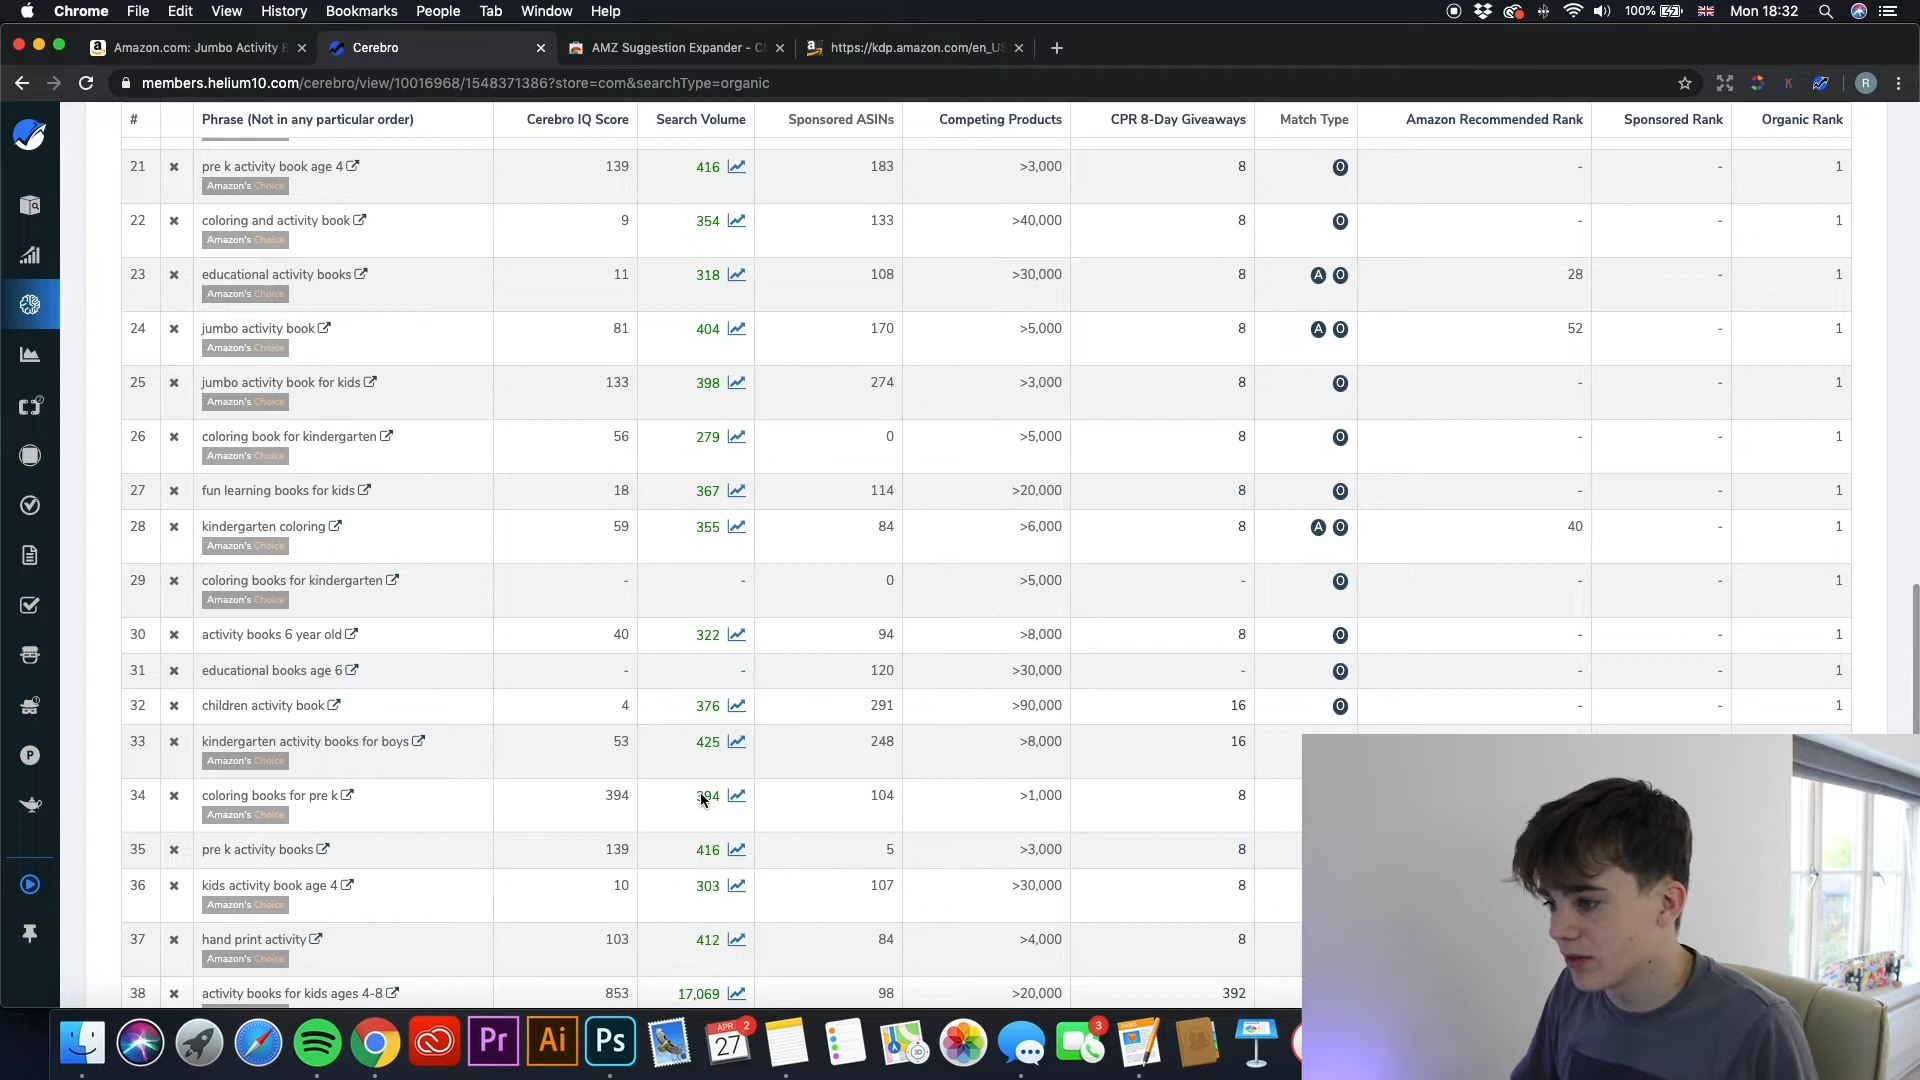 Chrome File Edit View History Bookmarks People Tab Window Help 100% Mon 18:32
Amazon.com: Jumbo Activity B Cerebro AMZ Suggestion Expander - C https://kdp.amazon.com/en_US
members.helium10.com/cerebro/view/10016968/1548371386?store=com&searchType=organic R
# Phrase (Not in any particular order) Cerebro IQ Score Search Volume Sponsored ASINs Competing Products CPR 8-Day Giveaways Match Type Amazon Recommended Rank Sponsored Rank Organic Rank
21 pre k activity book age 4 139 416 183 >3,000 8 O - - 1
Amazon's Choice
22 coloring and activity book 9 354 133 >40,000 8 O - - 1
Amazon's Choice
23 educational activity books 11 318 108 >30,000 8 A O 28 - 1
Amazon's Choice
24 jumbo activity book 81 404 170 >5,000 8 A O 52 - 1
Amazon's Choice
25 jumbo activity book for kids 133 398 274 >3,000 8 O - - 1
Amazon's Choice
26 coloring book for kindergarten 56 279 0 >5,000 8 O - - 1
Amazon's Choice
27 fun learning books for kids 18 367 114 >20,000 8 O - - 1
28 kindergarten coloring 59 355 84 >6,000 8 A O 40 - 1
Amazon's Choice
29 coloring books for kindergarten - - 0 >5,000 - O - - 1
Amazon's Choice
30 activity books 6 year old 40 322 94 >8,000 8 O - - 1
31 educational books age 6 - - 120 >30,000 - O - - 1
32 children activity book 4 376 291 >90,000 16 O - - 1
33 kindergarten activity books for boys 53 425 248 >8,000 16
Amazon's Choice
34 coloring books for pre k 394 394 104 >1,000 8
Amazon's Choice
35 pre k activity books 139 416 5 >3,000 8
36 kids activity book age 4 10 303 107 >30,000 8
Amazon's Choice
37 hand print activity 103 412 84 >4,000 8
Amazon's Choice
38 activity books for kids ages 4-8 853 17,069 98 >20,000 392
P
Pr Ai Ps APR 27 2 3